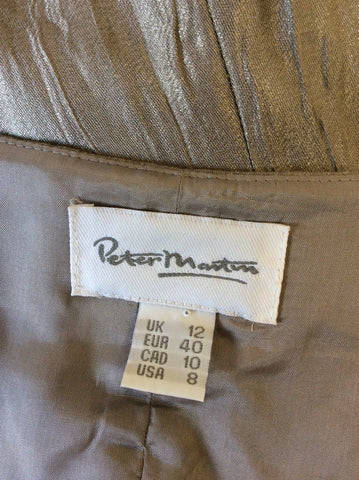 Peter Martin
UK 12
EUR 40
CAD 10
USA 8